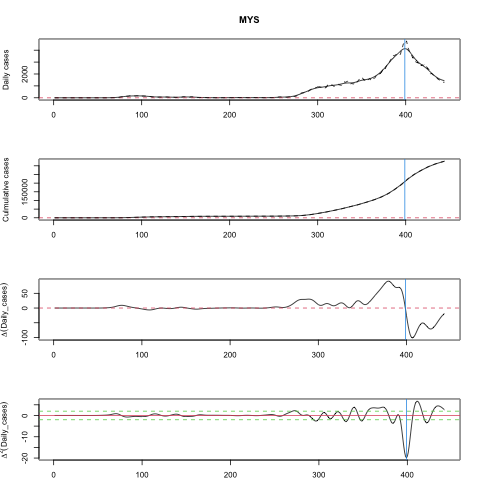 MYS
Daily cases
2000
0
0 100 200 300 400
Culmulative cases
150000
0
0 100 200 300 400
Δ(Daily_cases)
50
0
-100
0 100 200 300 400
Δ²(Daily_cases)
0
-10
-20
0 100 200 300 400